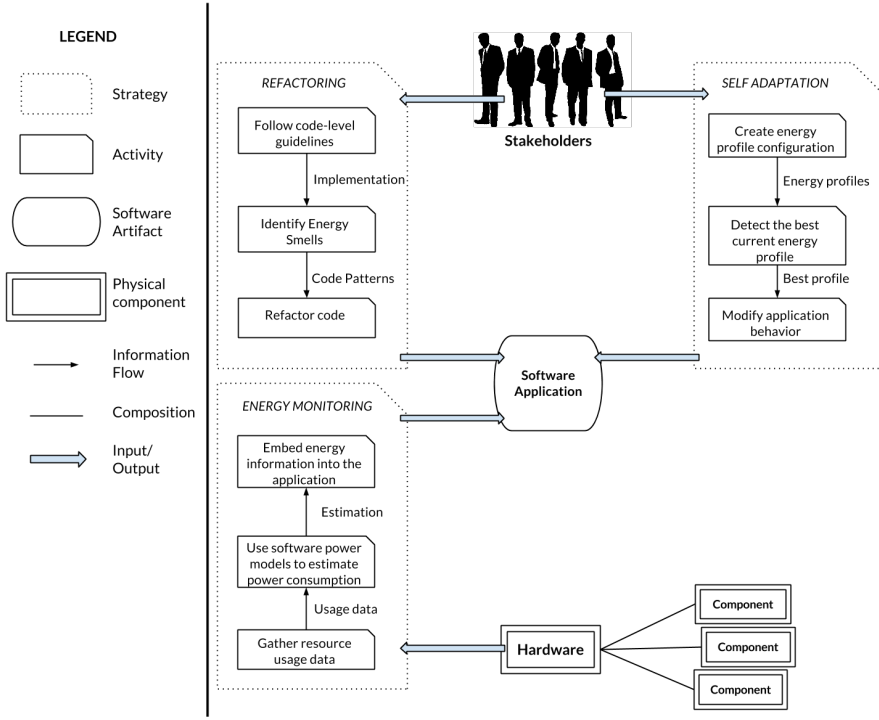 LEGEND
Strategy
Activity
Software
Artifact
Physical
component
Information
Flow
Composition
Input/
Output
REFACTORING
Follow code-level
guidelines
Implementation
Identify Energy
Smells
Code Patterns
Refactor code
Stakeholders
SELF ADAPTATION
Create energy
profile configuration
Energy profiles
Detect the best
current energy
profile
Best profile
Modify application
behavior
Software
Application
ENERGY MONITORING
Embed energy
information into the
application
Estimation
Use software power
models to estimate
power consumption
Usage data
Gather resource
usage data
Hardware
Component
Component
Component